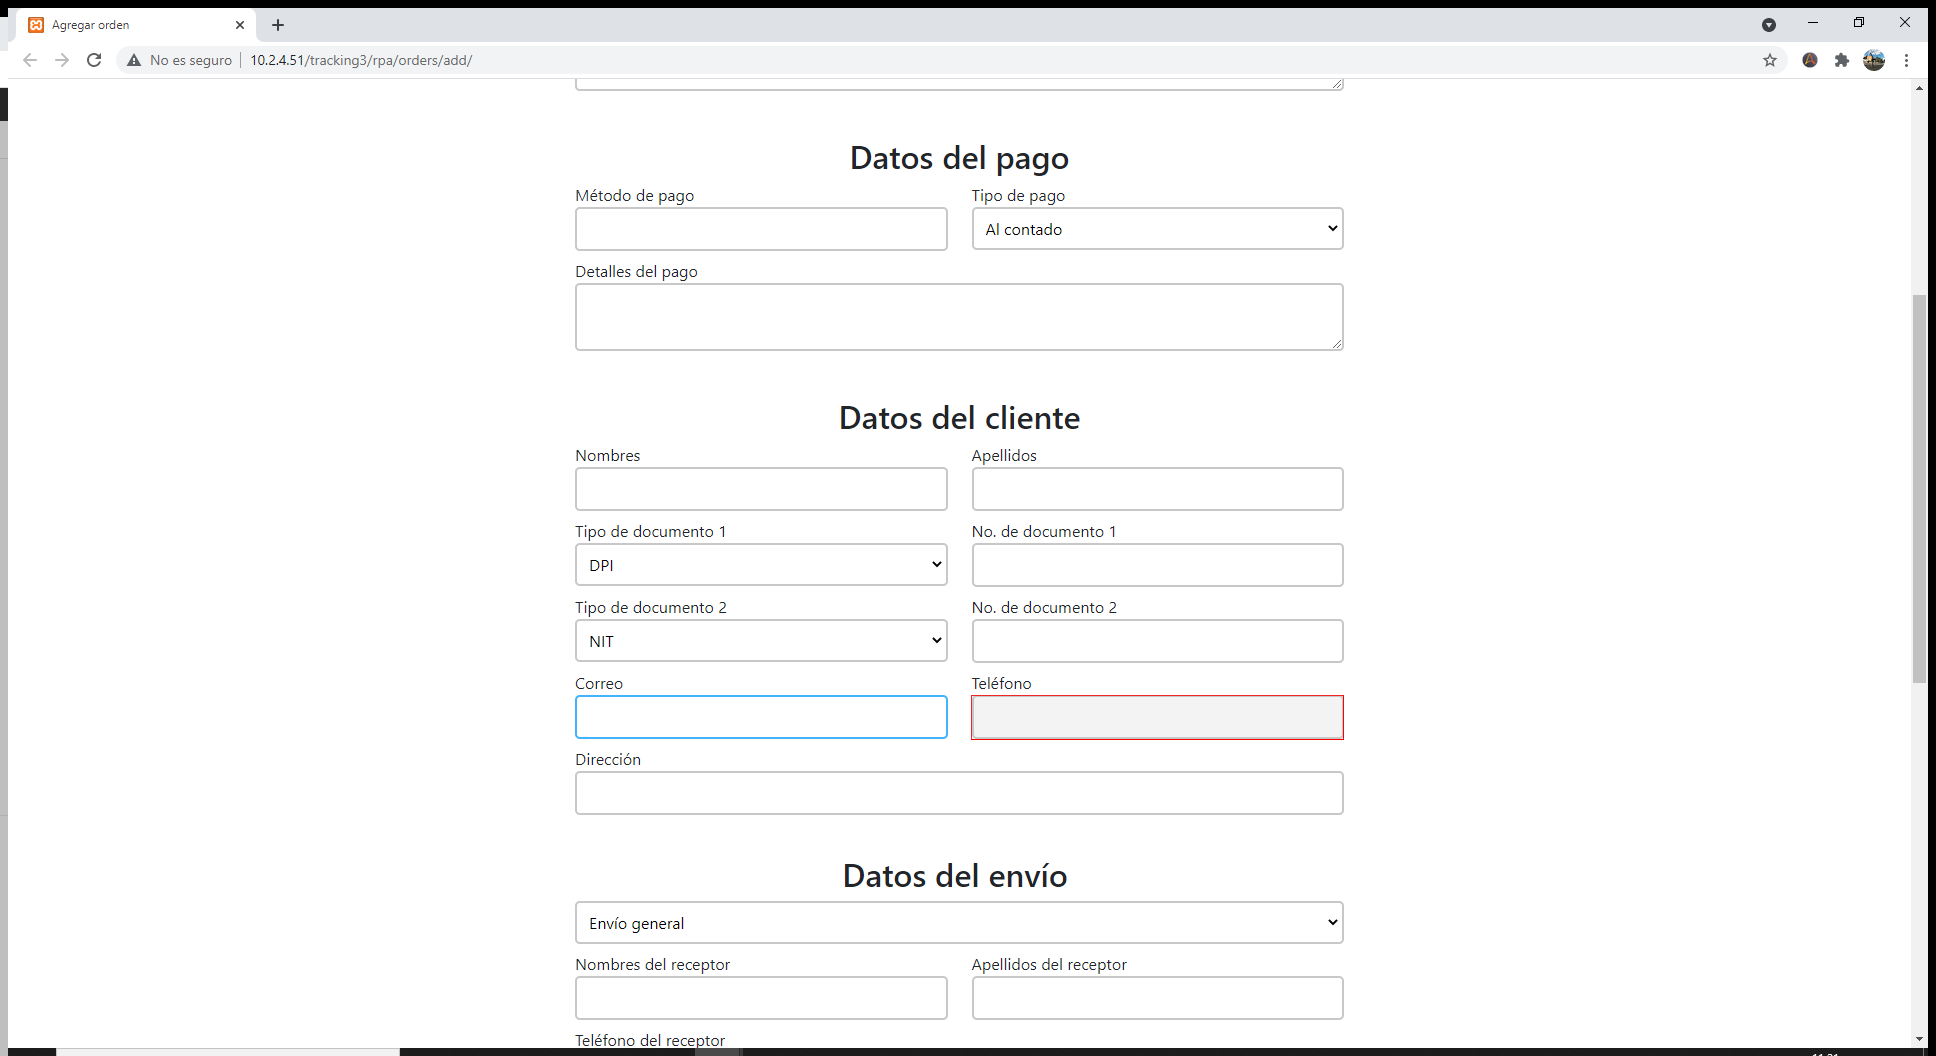 Agregar orden
No es seguro
10.2.4.51/tracking3/rpa/orders/add/
Datos del pago
Método de pago
Tipo de pago
Al contado
Detalles del pago
Datos del cliente
Nombres
Apellidos
Tipo de documento 1
No. de documento 1
DPI
Tipo de documento 2
No. de documento 2
NIT
Correo
Teléfono
Dirección
Datos del envío
Envío general
Nombres del receptor
Apellidos del receptor
Teléfono del receptor